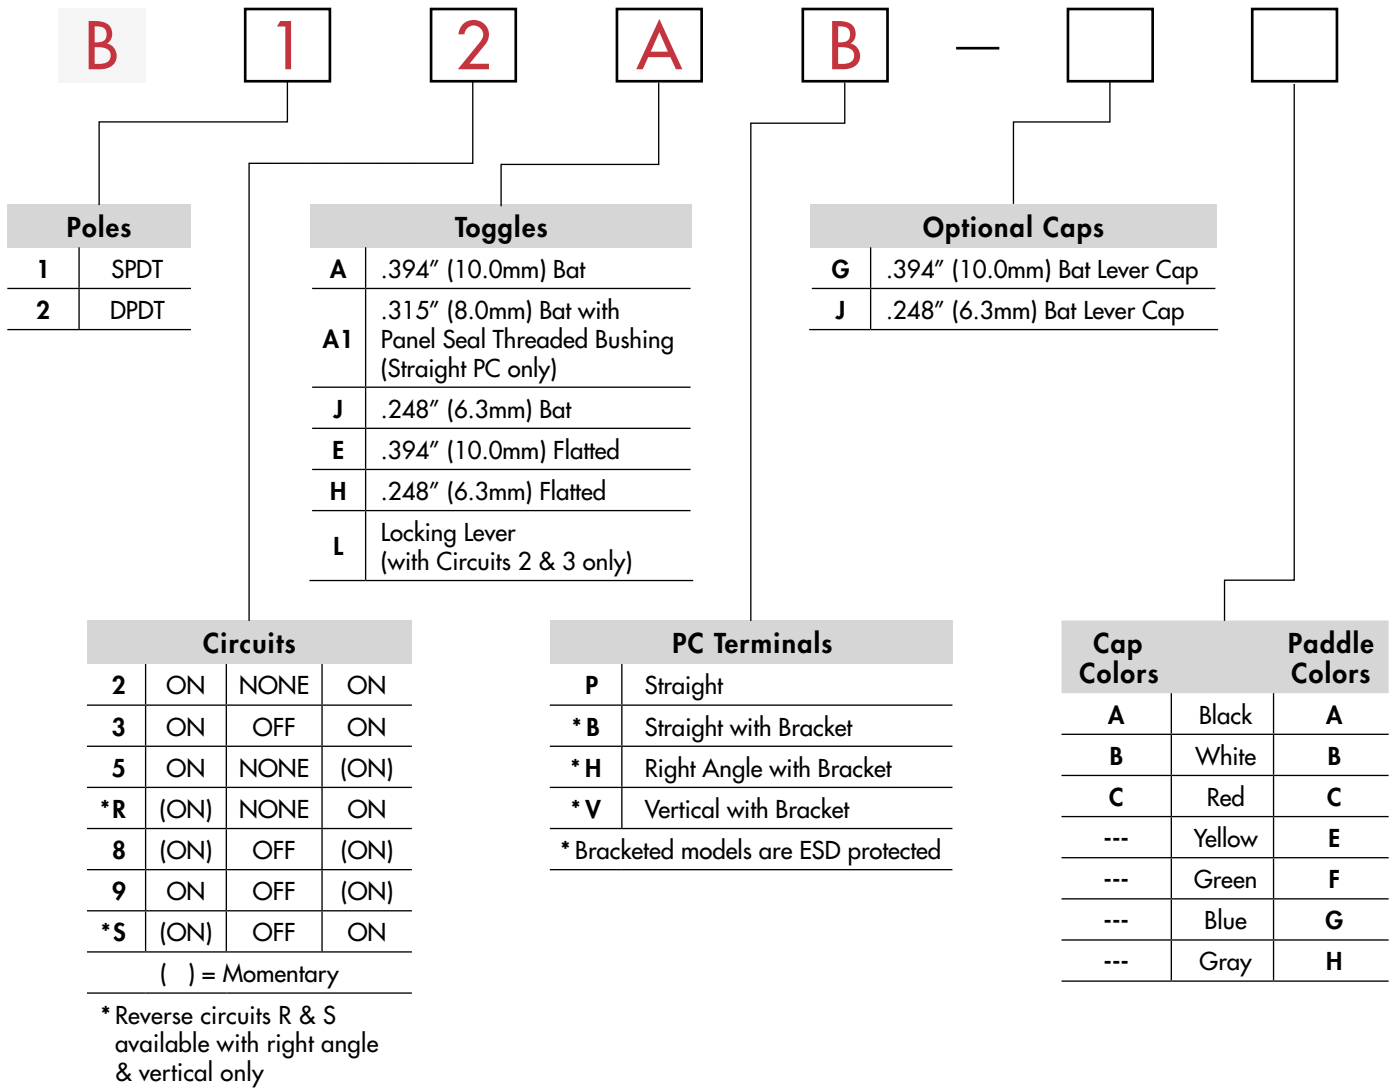 B 1 2 A B —
Poles
1 SPDT
2 DPDT
Toggles
A .394″ (10.0mm) Bat
A1 .315″ (8.0mm) Bat with
Panel Seal Threaded Bushing
(Straight PC only)
J .248″ (6.3mm) Bat
E .394″ (10.0mm) Flatted
H .248″ (6.3mm) Flatted
L Locking Lever
(with Circuits 2 & 3 only)
Optional Caps
G .394″ (10.0mm) Bat Lever Cap
J .248″ (6.3mm) Bat Lever Cap
Circuits
2 ON NONE ON
3 ON OFF ON
5 ON NONE (ON)
*R (ON) NONE ON
8 (ON) OFF (ON)
9 ON OFF (ON)
*S (ON) OFF ON
( ) = Momentary
* Reverse circuits R & S
available with right angle
& vertical only
PC Terminals
P Straight
* B Straight with Bracket
* H Right Angle with Bracket
* V Vertical with Bracket
* Bracketed models are ESD protected
Cap Paddle
Colors Colors
A Black A
B White B
C Red C
--- Yellow E
--- Green F
--- Blue G
--- Gray H